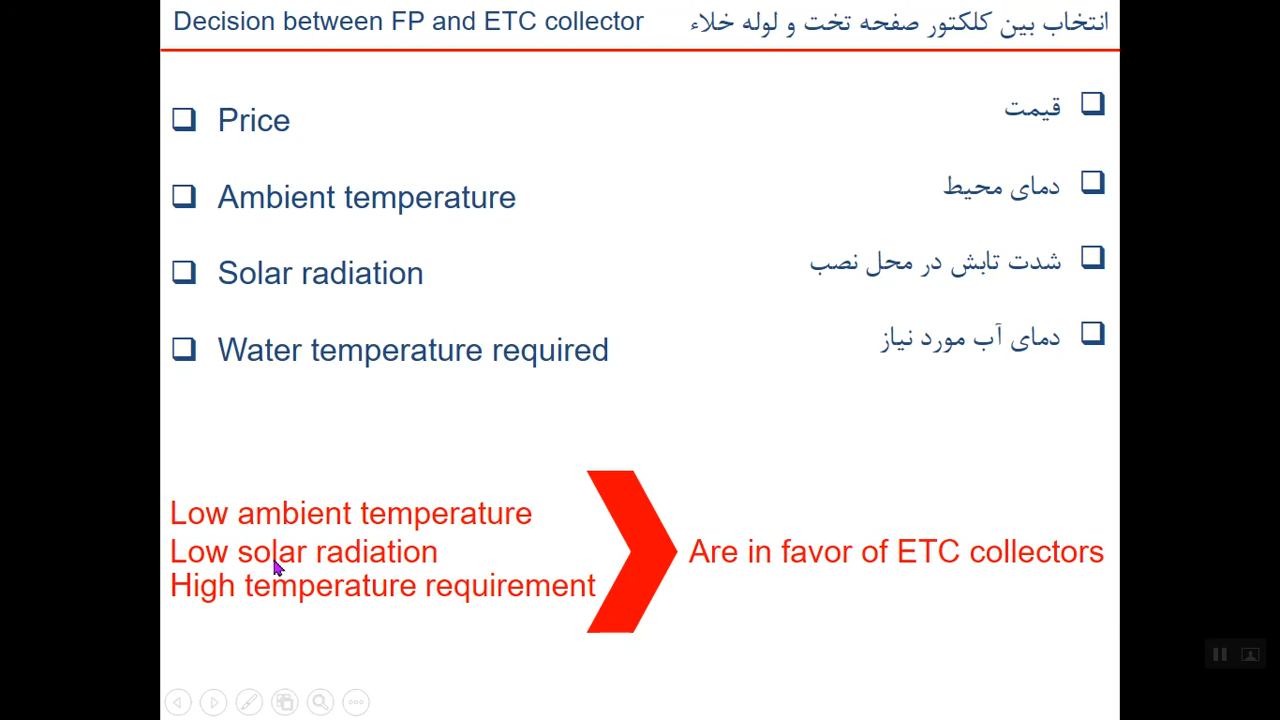 Decision between FP and ETC collector
انتخاب بین کلکتور صفحه تخت و لوله خلاء
Price
قیمت
Ambient temperature
دمای محیط
Solar radiation
شدت تابش در محل نصب
Water temperature required
دمای آب مورد نیاز
Low ambient temperature
Low solar radiation
High temperature requirement
Are in favor of ETC collectors